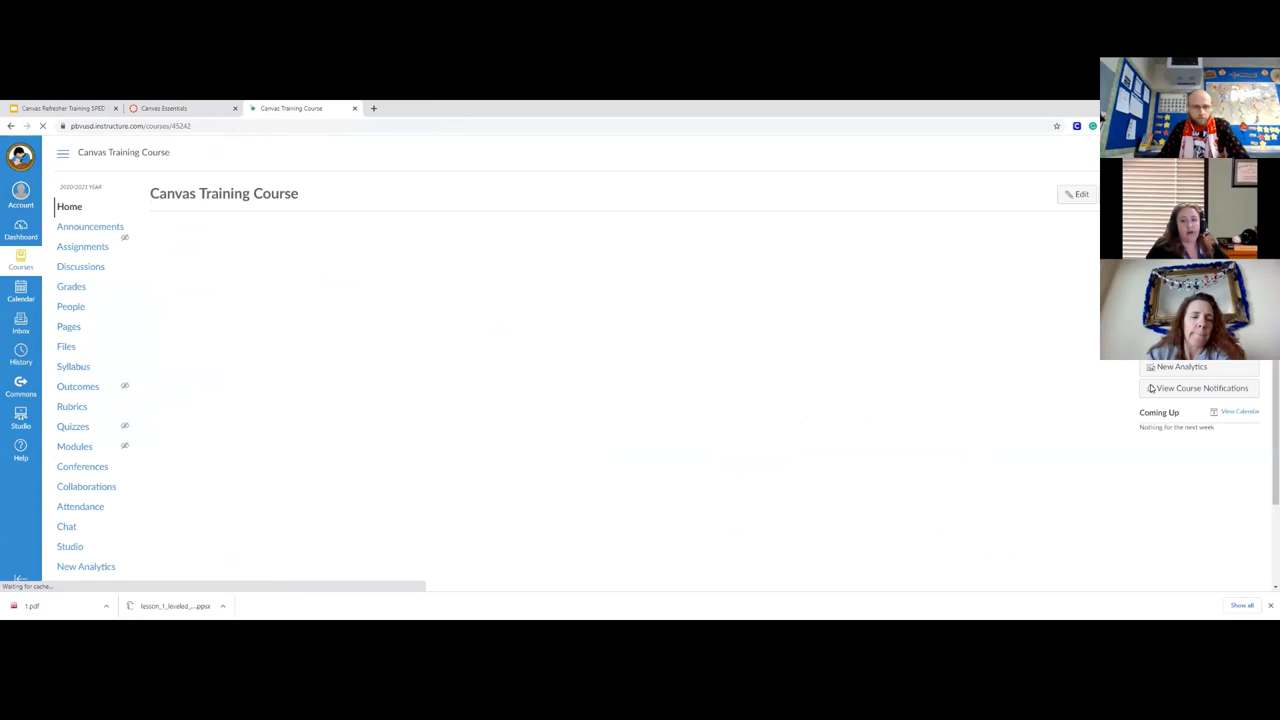 Canvas Refresher Training SPED
Canvas Essentials
Canvas Training Course
pbvusd.instructure.com/courses/45242
Canvas Training Course
2020/2021 YEAR
Canvas Training Course
Edit
Account
Dashboard
Courses
Calendar
Inbox
History
Commons
Studio
Help
Home
Announcements
Assignments
Discussions
Grades
People
Pages
Files
Syllabus
Outcomes
Rubrics
Quizzes
Modules
Conferences
Collaborations
Attendance
Chat
Studio
New Analytics
New Analytics
View Course Notifications
Coming Up
View Calendar
Nothing for the next week
Waiting for cache...
1.pdf
lesson_1_leveled_....ppsx
Show all